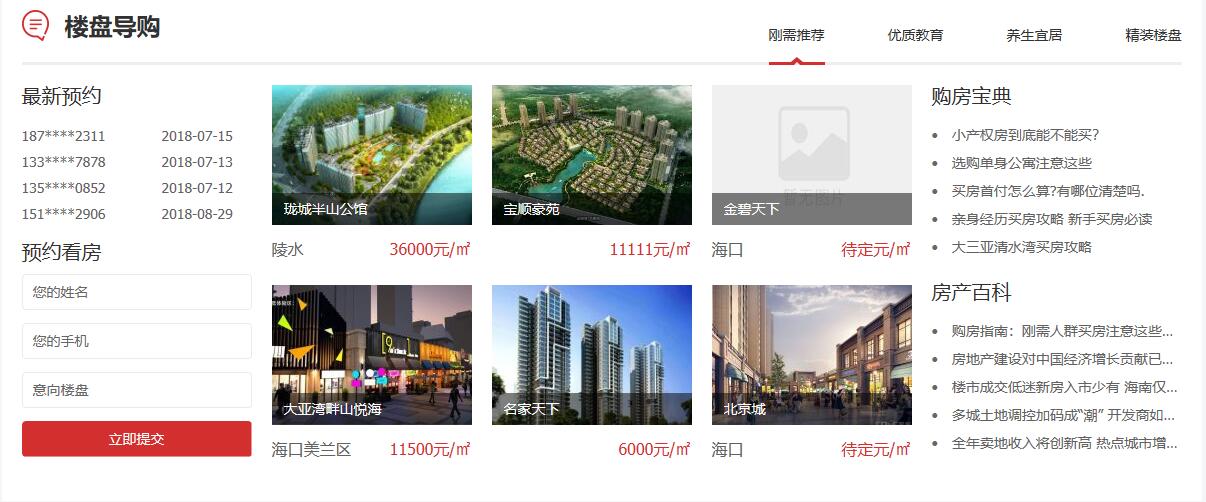 楼盘导购
刚需推荐 优质教育 养生宜居 精装楼盘
最新预约
187****2311 2018-07-15
133****7878 2018-07-13
135****0852 2018-07-12
151****2906 2018-08-29
预约看房
您的姓名
您的手机
意向楼盘
立即提交
珑城半山公馆
陵水 36000元/㎡
宝顺豪苑
11111元/㎡
暂无图片
金碧天下
海口 待定元/㎡
大亚湾畔山悦海
海口美兰区 11500元/㎡
名家天下
6000元/㎡
北京城
海口 待定元/㎡
购房宝典
• 小产权房到底能不能买?
• 选购单身公寓注意这些
• 买房首付怎么算?有哪位清楚吗.
• 亲身经历买房攻略 新手买房必读
• 大三亚清水湾买房攻略
房产百科
• 购房指南：刚需人群买房注意这些...
• 房地产建设对中国经济增长贡献已...
• 楼市成交低迷新房入市少有 海南仅...
• 多城土地调控加码成“潮” 开发商如...
• 全年卖地收入将创新高 热点城市增...